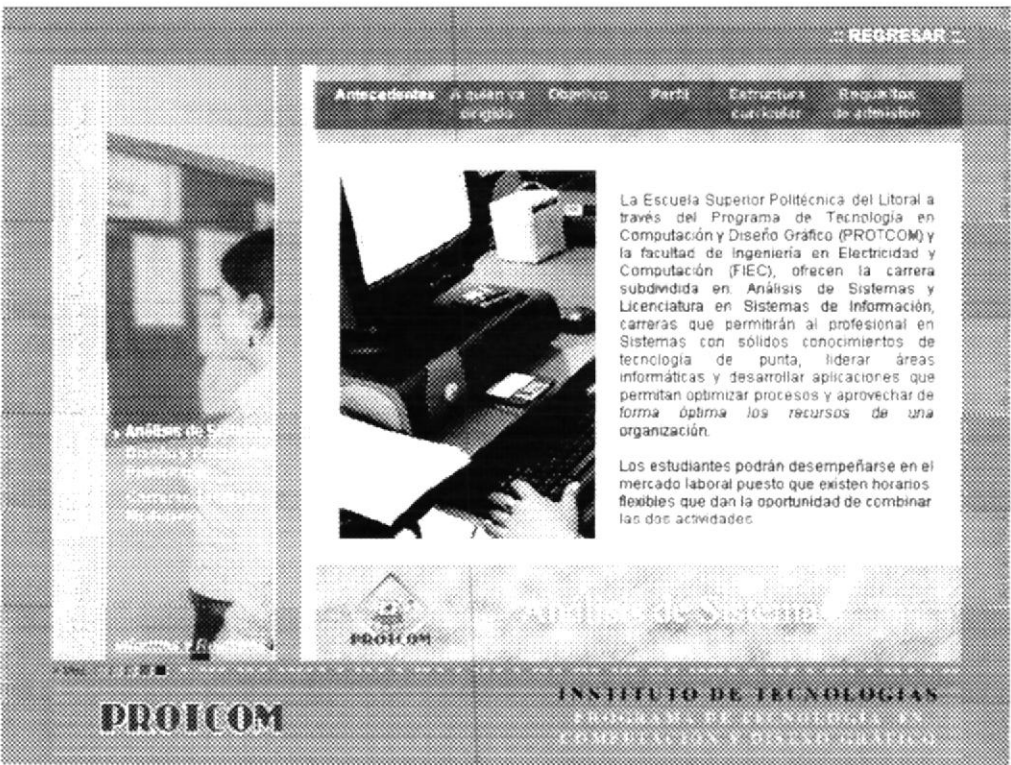 .:: REGRESAR ::.
Antecedentes A quien va dirigido Objetivo Perfil Estructura curricular Requisitos de admisión
La Escuela Superior Politécnica del Litoral a
través del Programa de Tecnología en
Computación y Diseño Gráfico (PROTCOM) y
la facultad de Ingeniería en Electricidad y
Computación (FIEC), ofrecen la carrera
subdividida en: Análisis de Sistemas y
Licenciatura en Sistemas de Información,
carreras que permitirán al profesional en
Sistemas con sólidos conocimientos de
tecnología de punta, liderar áreas
informáticas y desarrollar aplicaciones que
permitan optimizar procesos y aprovechar de
forma óptima los recursos de una
organización.
Los estudiantes podrán desempeñarse en el
mercado laboral puesto que existen horarios
flexibles que dan la oportunidad de combinar
las dos actividades
Análisis de
PROTCOM
Análisis de Sistemas
PROTCOM
INSTITUTO DE TECNOLOGIAS
PROGRAMA DE TECNOLOGIA EN
COMPUTACION Y DISEÑO GRAFICO